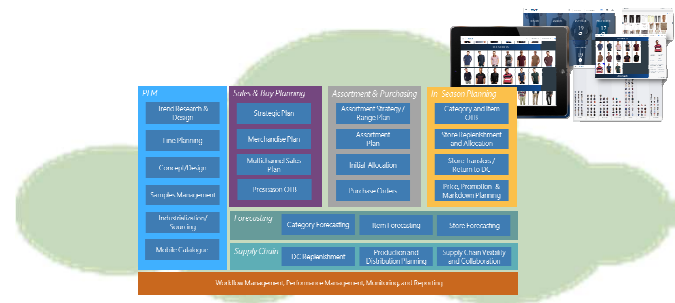 PLM
Trend Research &
Design
Line Planning
Concept/Design
Samples Management
Industrialization/
Sourcing
Mobile Catalogue
Sales & Buy Planning
Strategic Plan
Merchandise Plan
Multichannel Sales
Plan
Preseason OTB
Assortment & Purchasing
Assortment Strategy /
Range Plan
Assortment
Plan
Initial Allocation
Purchase Orders
In-Season Planning
Category and Item
OTB
Store Replenishment
and Allocation
Store Transfers /
Return to DC
Price, Promotion &
Markdown Planning
Forecasting
Category Forecasting
Item Forecasting
Store Forecasting
Supply Chain
DC Replenishment
Production and
Distribution Planning
Supply Chain Visibility
and Collaboration
Workflow Management, Performance Management, Monitoring and Reporting